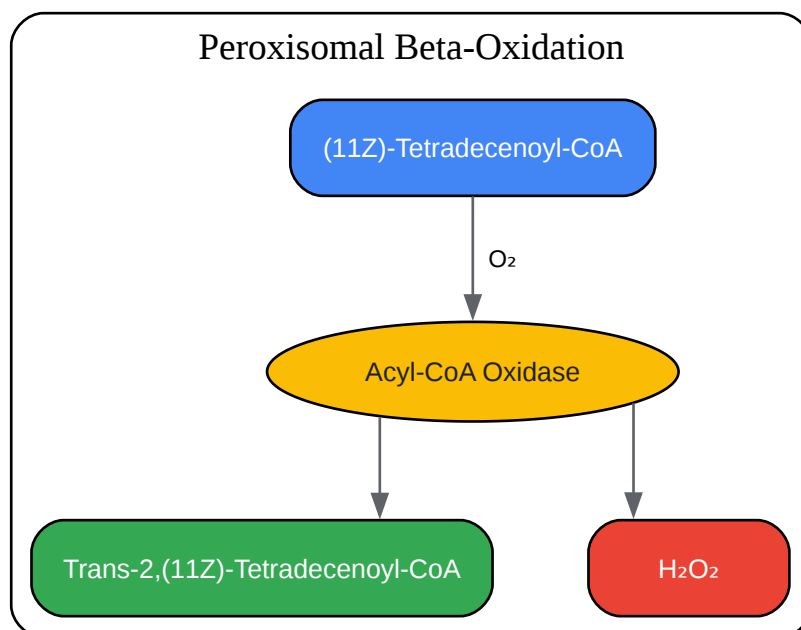 Peroxisomal Beta-Oxidation
(11Z)-Tetradecenoyl-CoA
O₂
Acyl-CoA Oxidase
Trans-2,(11Z)-Tetradecenoyl-CoA
H₂O₂